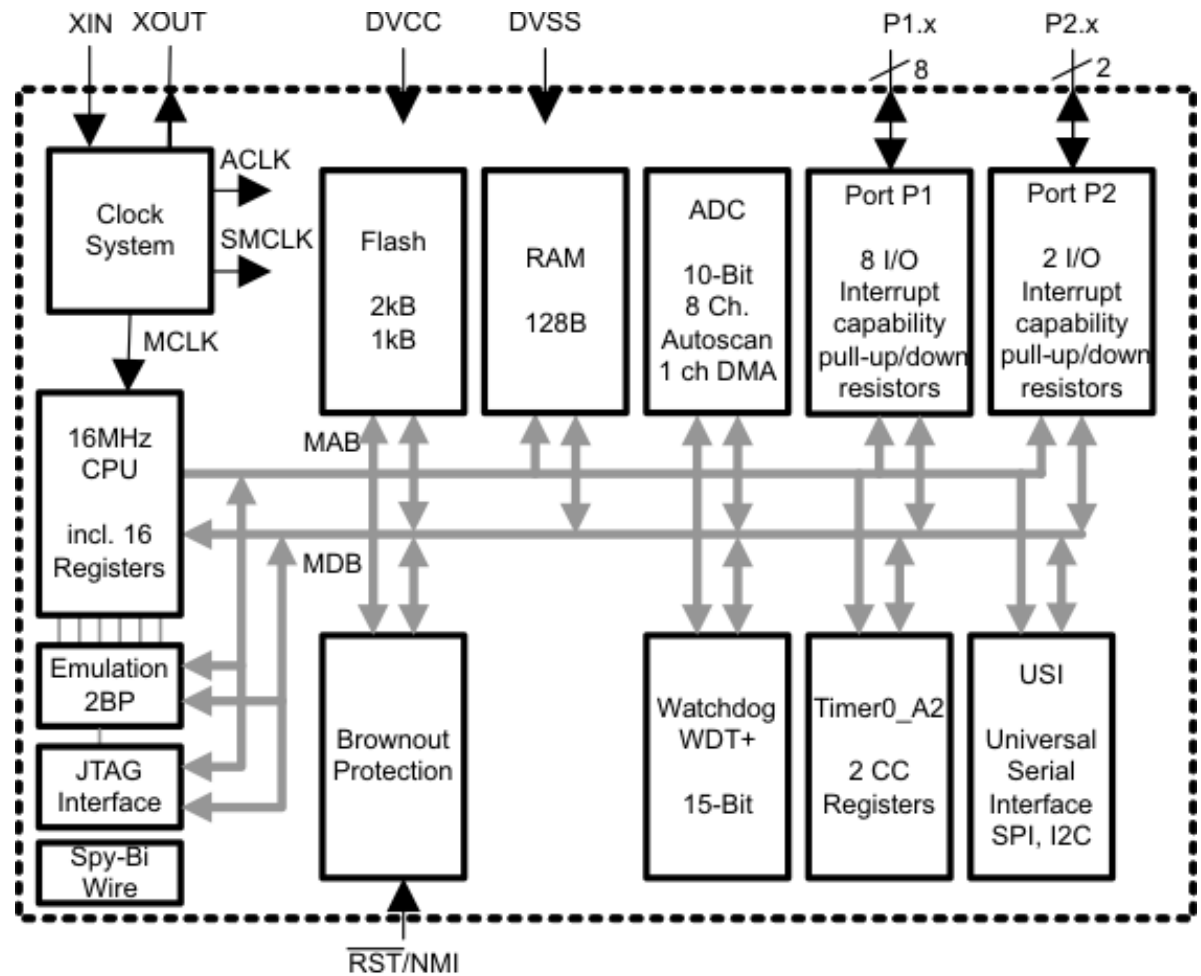 XIN XOUT DVCC DVSS P1.x P2.x
8 2
ACLK
SMCLK
MCLK
Clock
System
Flash
2kB
1kB
RAM
128B
ADC
10-Bit
8 Ch.
Autoscan
1 ch DMA
Port P1
8 I/O
Interrupt
capability
pull-up/down
resistors
Port P2
2 I/O
Interrupt
capability
pull-up/down
resistors
16MHz
CPU
incl. 16
Registers
MAB
MDB
Emulation
2BP
JTAG
Interface
Spy-Bi
Wire
Brownout
Protection
Watchdog
WDT+
15-Bit
Timer0_A2
2 CC
Registers
USI
Universal
Serial
Interface
SPI, I2C
RST/NMI